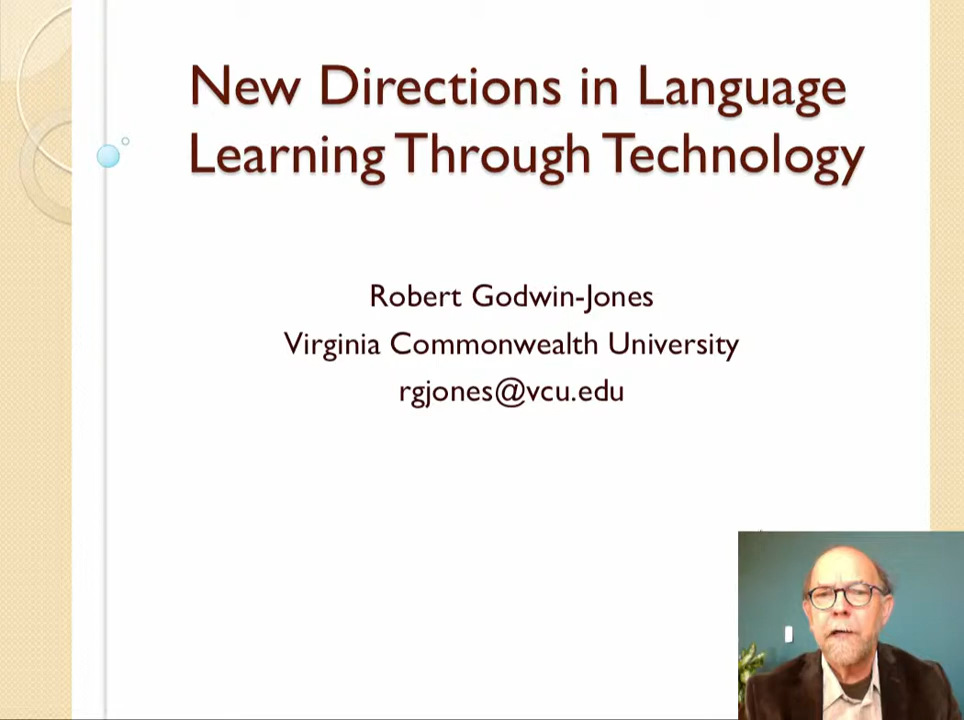 New Directions in Language
Learning Through Technology
Robert Godwin-Jones
Virginia Commonwealth University
rgjones@vcu.edu